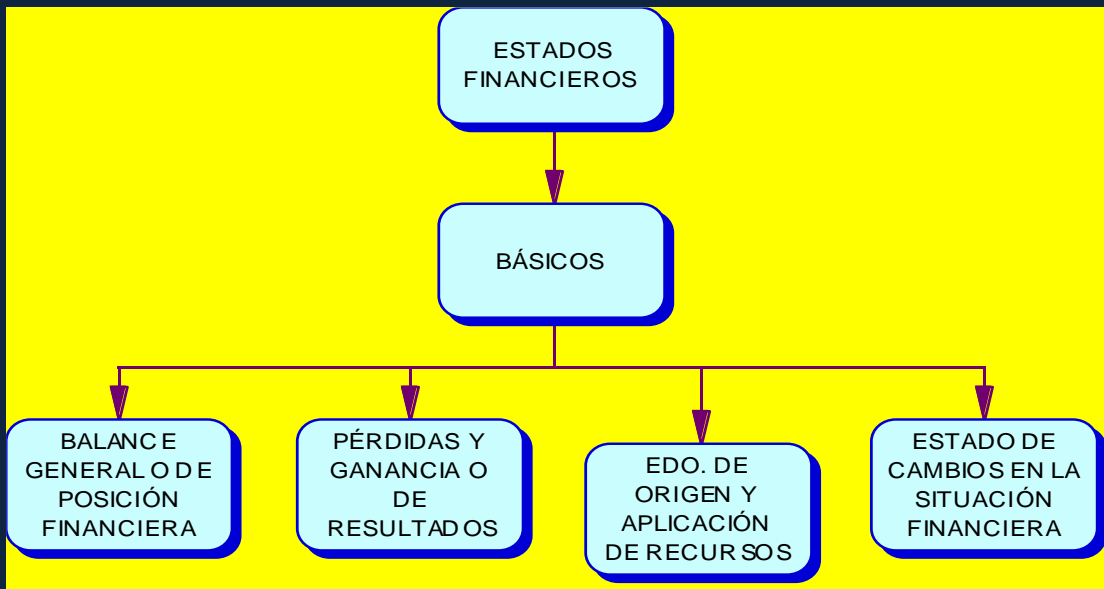 ESTADOS
FINANCIEROS
BÁSICOS
BALANCE
GENERAL O DE
POSICIÓN
FINANCIERA
PÉRDIDAS Y
GANANCIA O
DE
RESULTADOS
EDO. DE
ORIGEN Y
APLICACIÓN
DE RECURSOS
ESTADO DE
CAMBIOS EN LA
SITUACIÓN
FINANCIERA